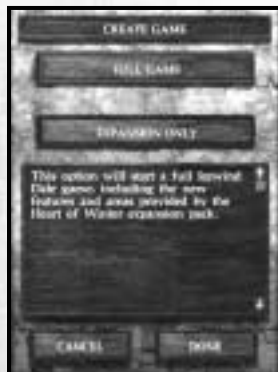 CREATE GAME
FULL GAME
EXPANSION ONLY
This option will start a full Icewind
Dale game, including the new
features and areas provided by the
Heart of Winter expansion pack.
CANCEL
DONE